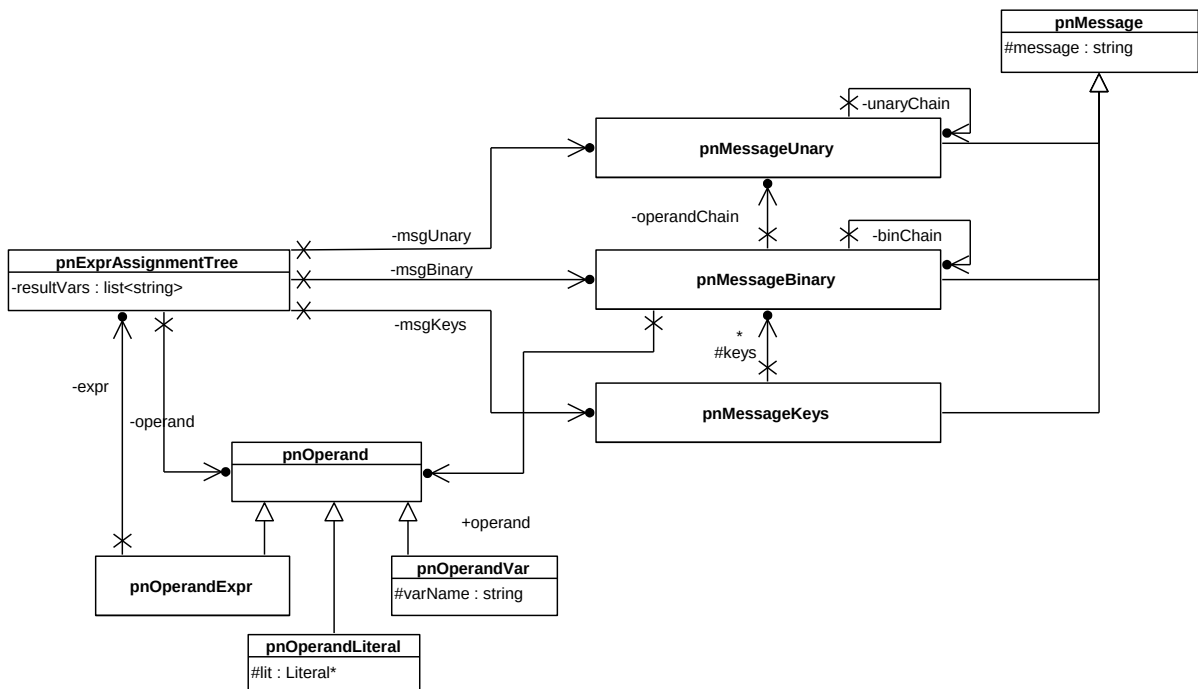 pnMessage
#message : string
-unaryChain
pnMessageUnary
-operandChain
-msgUnary
-binChain
pnExprAssignmentTree
-resultVars : list<string>
-msgBinary
pnMessageBinary
-msgKeys
*
#keys
-expr
pnMessageKeys
-operand
pnOperand
+operand
pnOperandExpr
pnOperandVar
#varName : string
pnOperandLiteral
#lit : Literal*